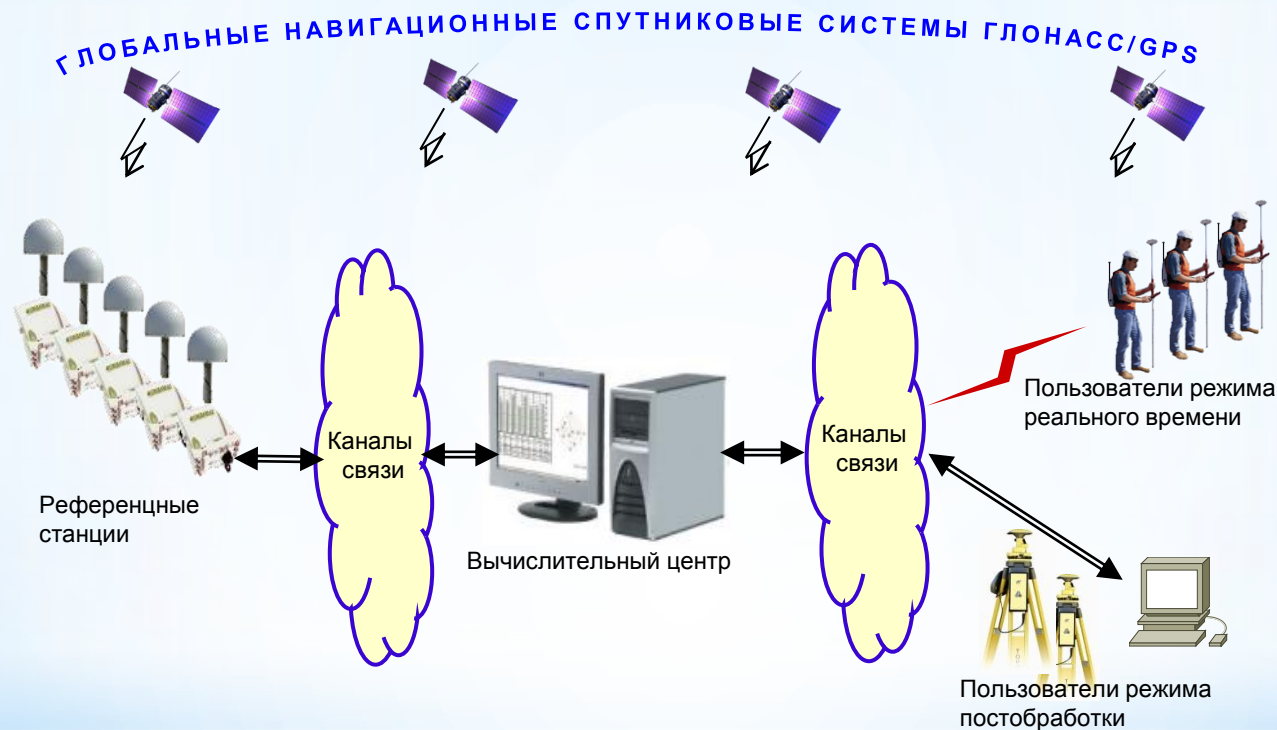 ГЛОБАЛЬНЫЕ НАВИГАЦИОННЫЕ СПУТНИКОВЫЕ СИСТЕМЫ ГЛОНАСС/GPS
Каналы
связи
Каналы
связи
Пользователи режима
реального времени
Референцные
станции
Вычислительный центр
Пользователи режима
постобработки